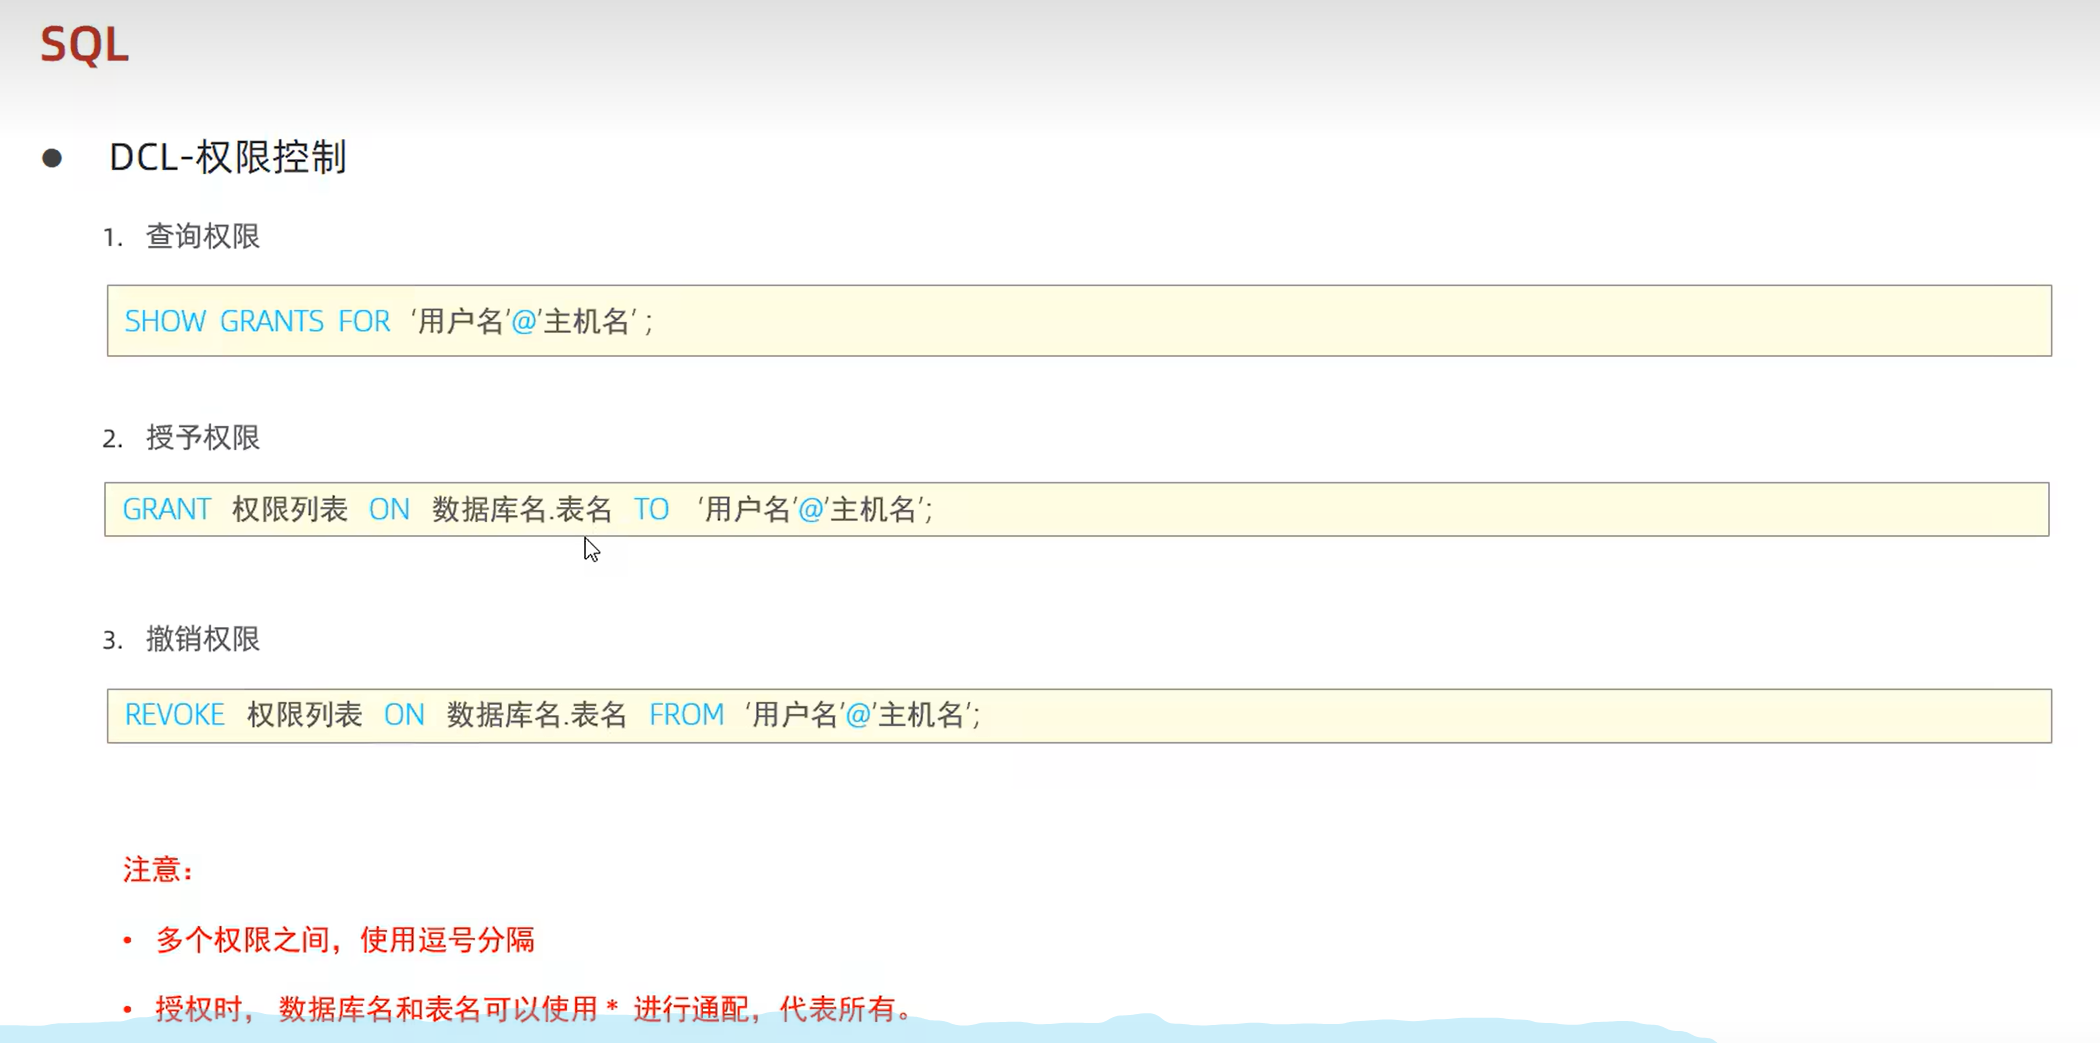 SQL
● DCL-权限控制
1. 查询权限
SHOW GRANTS FOR ‘用户名’@’主机名’ ;
2. 授予权限
GRANT 权限列表 ON 数据库名.表名 TO ‘用户名’@’主机名’;
3. 撤销权限
REVOKE 权限列表 ON 数据库名.表名 FROM ‘用户名’@’主机名’;
注意：
• 多个权限之间，使用逗号分隔
• 授权时， 数据库名和表名可以使用 * 进行通配，代表所有。